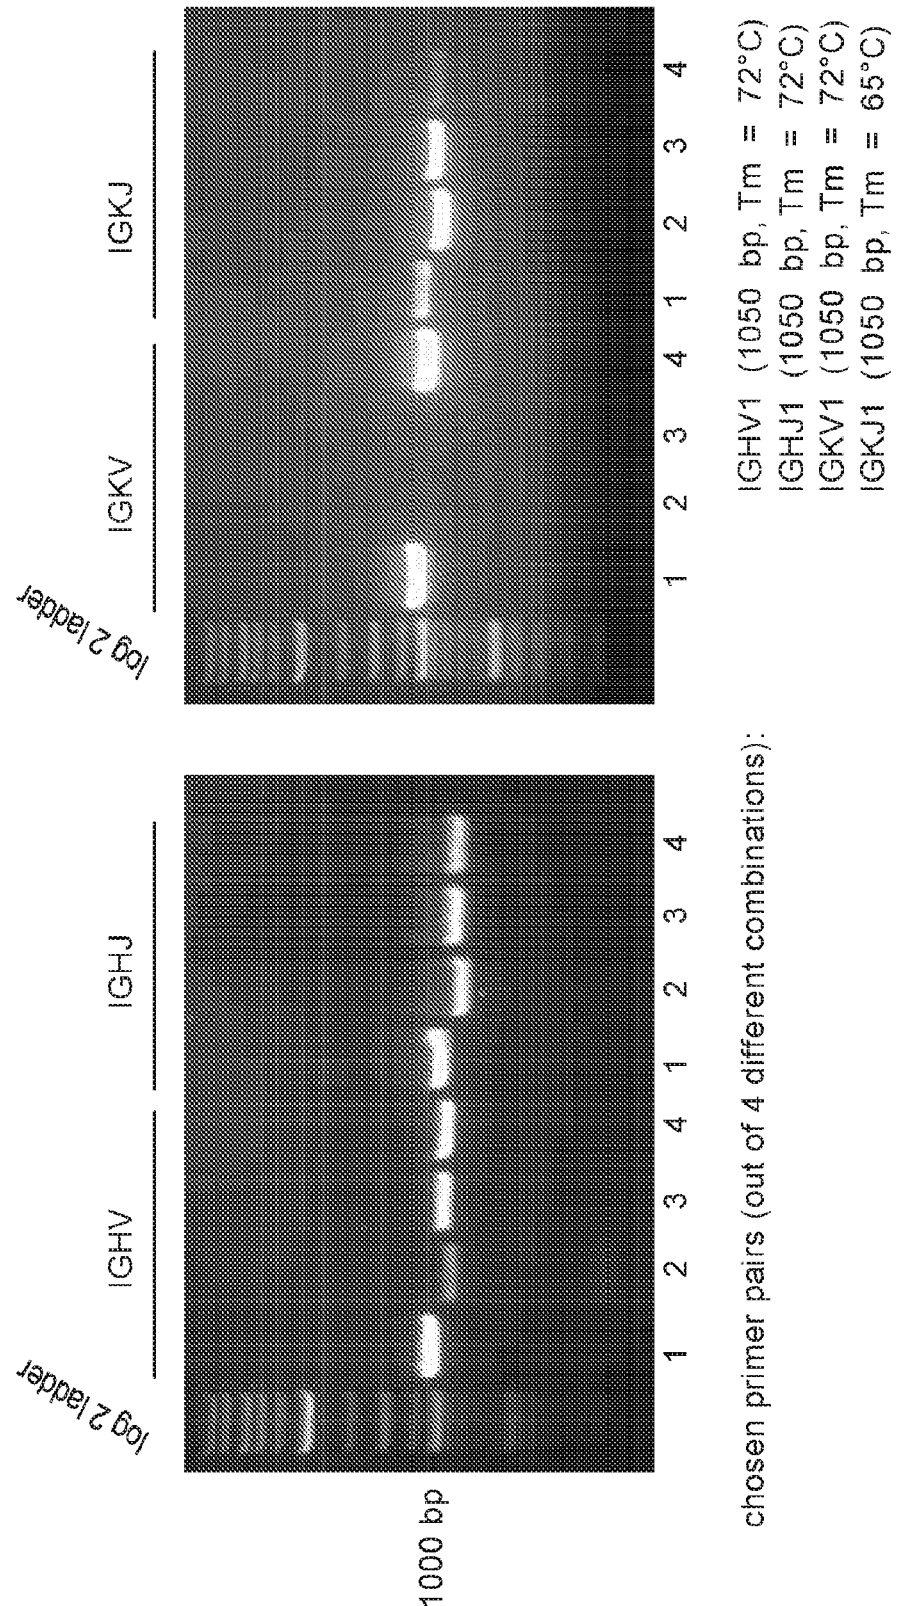 log 2 ladder
IGHV
IGHJ
log 2 ladder
IGKV
IGKJ
1000 bp
1 2 3 4 1 2 3 4
1 2 3 4 1 2 3 4
chosen primer pairs (out of 4 different combinations):
IGHV1 (1050 bp, Tm = 72°C)
IGHJ1 (1050 bp, Tm = 72°C)
IGKV1 (1050 bp, Tm = 72°C)
IGKJ1 (1050 bp, Tm = 65°C)